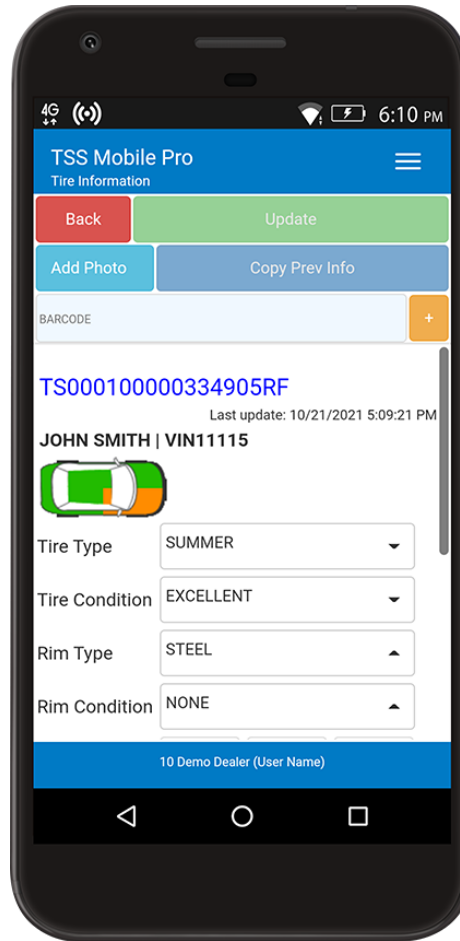 4G 6:10 PM
TSS Mobile Pro
Tire Information
Back Update
Add Photo Copy Prev Info
BARCODE +
TS000100000334905RF
Last update: 10/21/2021 5:09:21 PM
JOHN SMITH | VIN11115
Tire Type SUMMER
Tire Condition EXCELLENT
Rim Type STEEL
Rim Condition NONE
10 Demo Dealer (User Name)